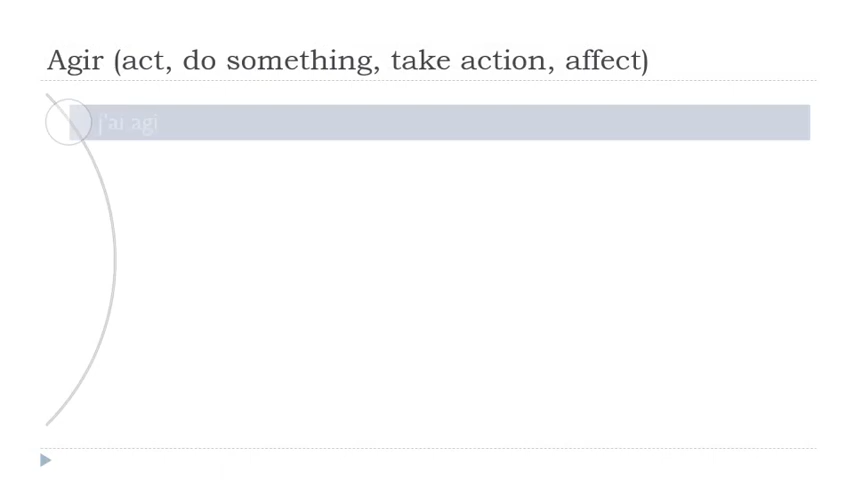 Agir (act, do something, take action, affect)
j'ai agi